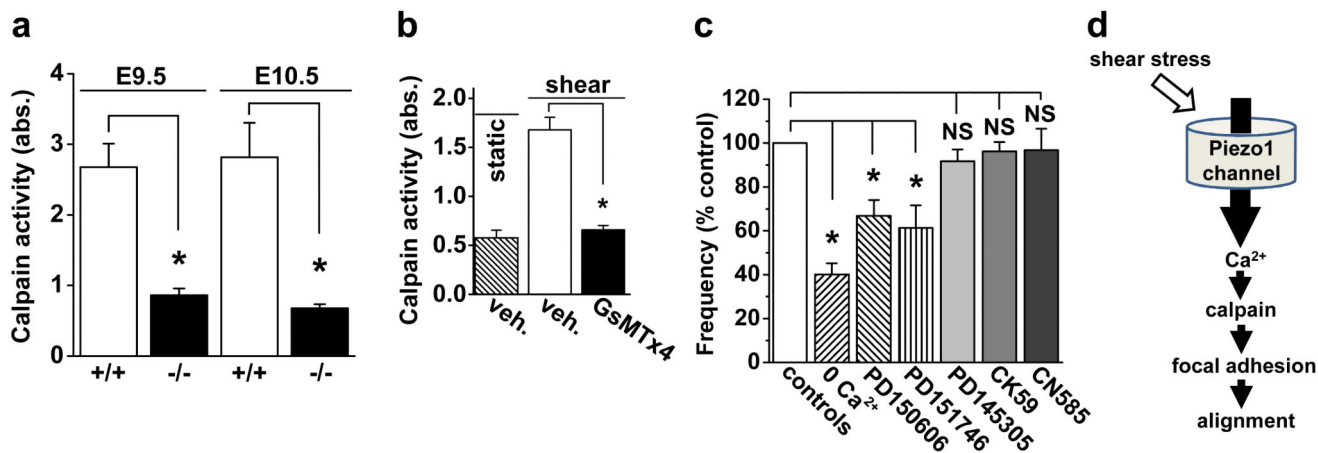 a
E9.5 E10.5
Calpain activity (abs.)
4
3
2
1
0
* *
+/+ -/- +/+ -/-
b
shear
static
Calpain activity (abs.)
2.0
1.5
1.0
0.5
0.0
*
veh. veh. GsMTx4
c
Frequency (% control)
120
100
80
60
40
20
0
* * * NS NS NS
controls
0 Ca²⁺
PD150606
PD151746
PD145305
CK59
CN585
d
shear stress
Piezo1
channel
Ca²⁺
calpain
focal adhesion
alignment